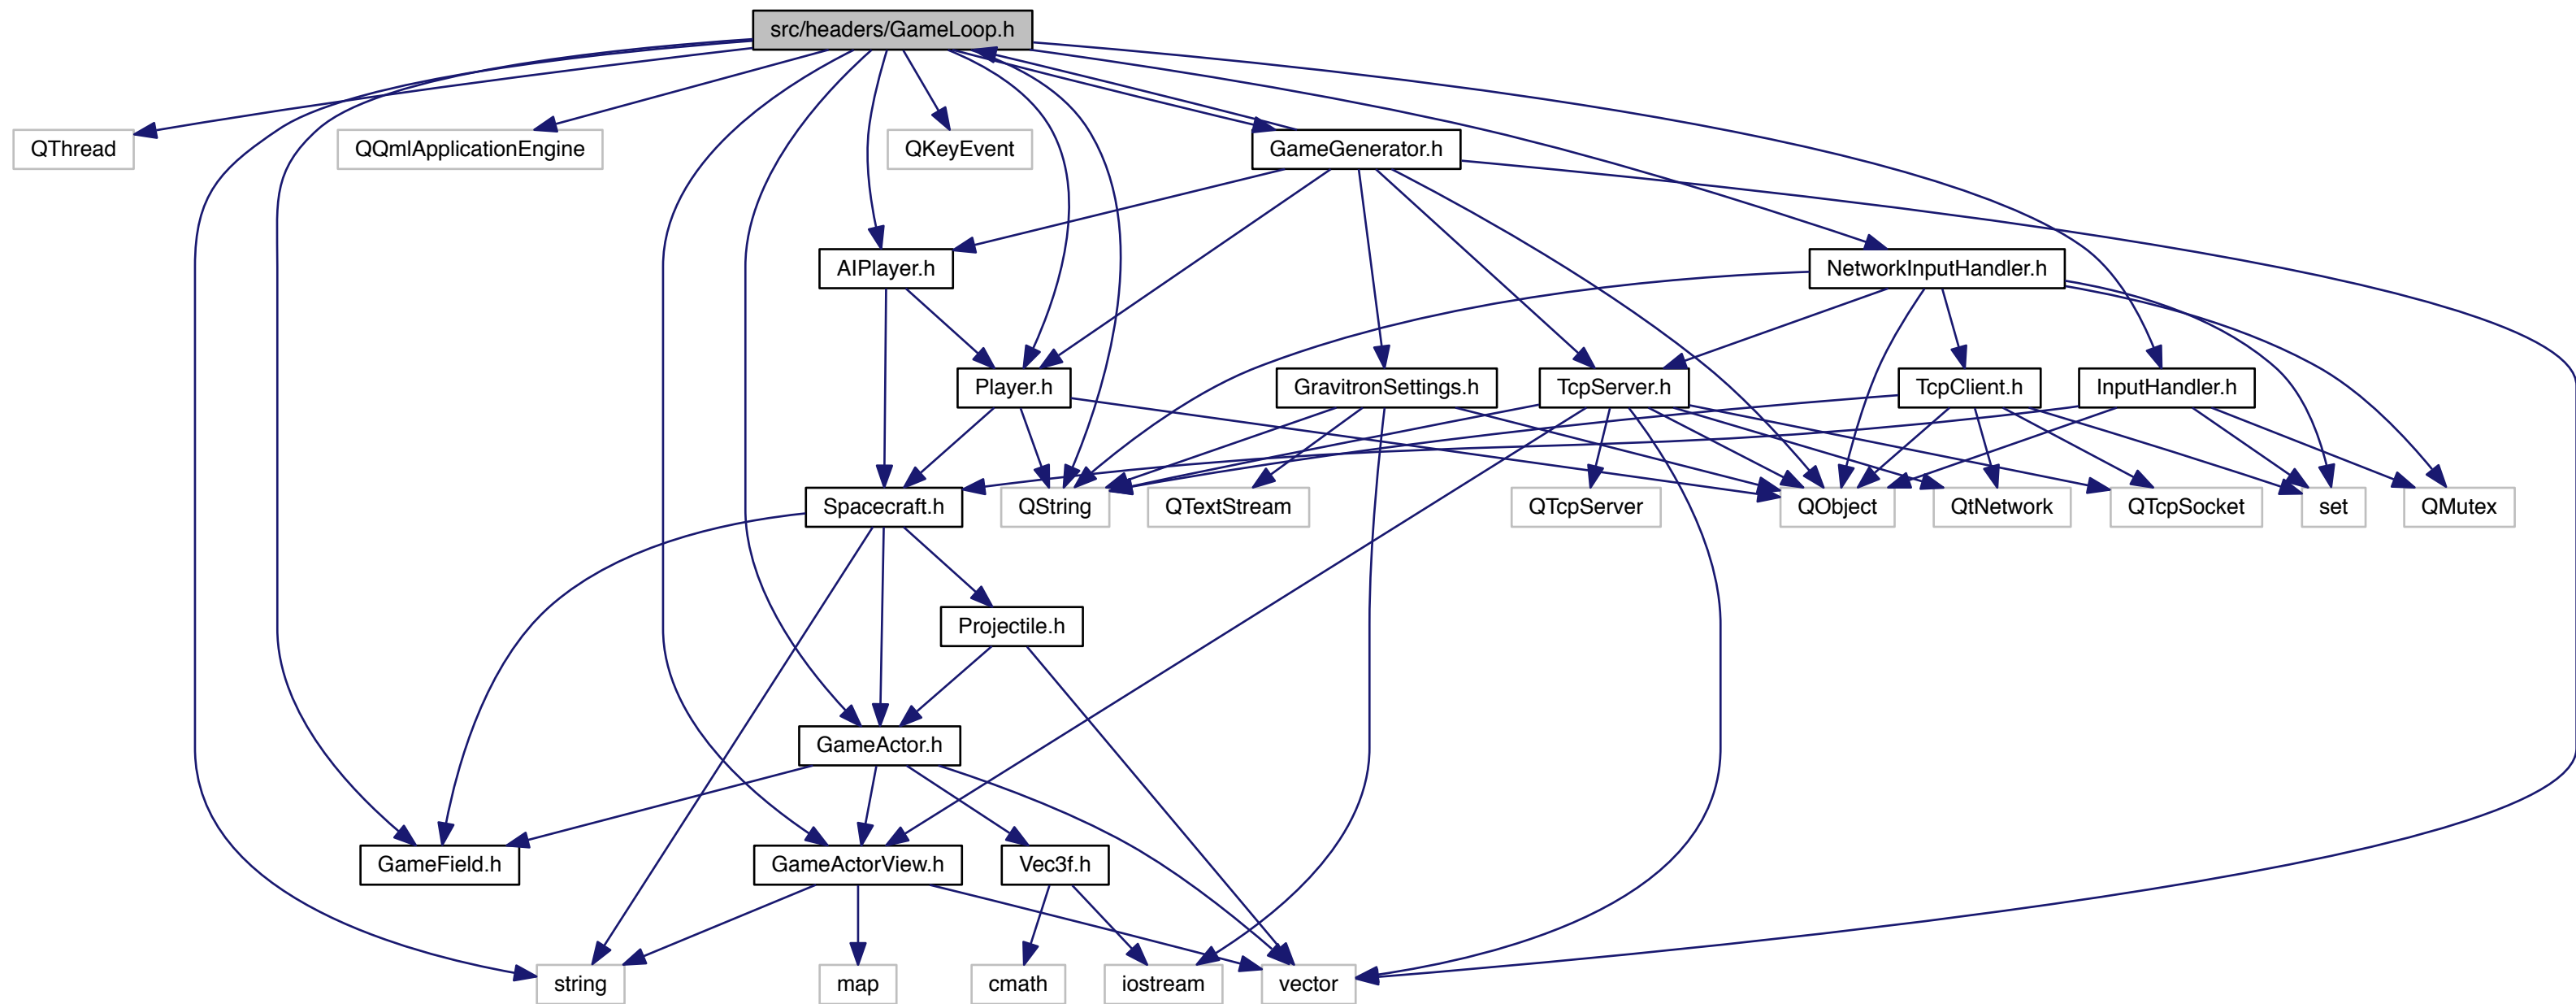 src/headers/GameLoop.h
QThread
QQmlApplicationEngine
QKeyEvent
GameGenerator.h
AIPlayer.h
NetworkInputHandler.h
Player.h
GravitronSettings.h
TcpServer.h
TcpClient.h
InputHandler.h
Spacecraft.h
QString
QTextStream
QTcpServer
QObject
QtNetwork
QTcpSocket
set
QMutex
Projectile.h
GameActor.h
GameField.h
GameActorView.h
Vec3f.h
string
map
cmath
iostream
vector